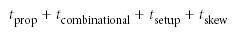 t_prop + t_combinational + t_setup + t_skew